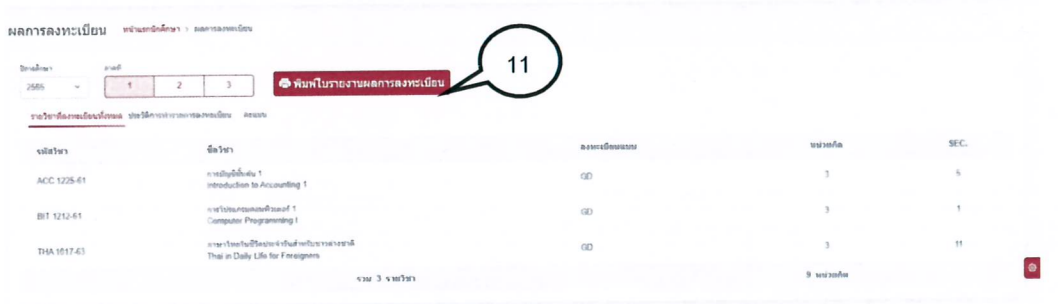 ผลการลงทะเบียน หน้าแรกนักศึกษา > ผลการลงทะเบียน
ปีการศึกษา ภาคที่
2565 1 2 3 พิมพ์ใบรายงานผลการลงทะเบียน 11
รายวิชาที่ลงทะเบียนทั้งหมด ประวัติการทำรายการลงทะเบียน คะแนน
รหัสวิชา ชื่อวิชา ลงทะเบียนแบบ หน่วยกิต SEC.
ACC 1225-61 การบัญชีขั้นต้น 1 GD 3
Introduction to Accounting 1
BIT 1212-61 การโปรแกรมคอมพิวเตอร์ 1 GD 3 1
Computer Programming I
THA 1017-63 ภาษาไทยในชีวิตประจำวันสำหรับชาวต่างชาติ GD 3 11
Thai in Daily Life for Foreigners
รวม 3 รายวิชา 9 หน่วยกิต